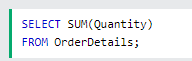 SELECT SUM(Quantity)
FROM OrderDetails;